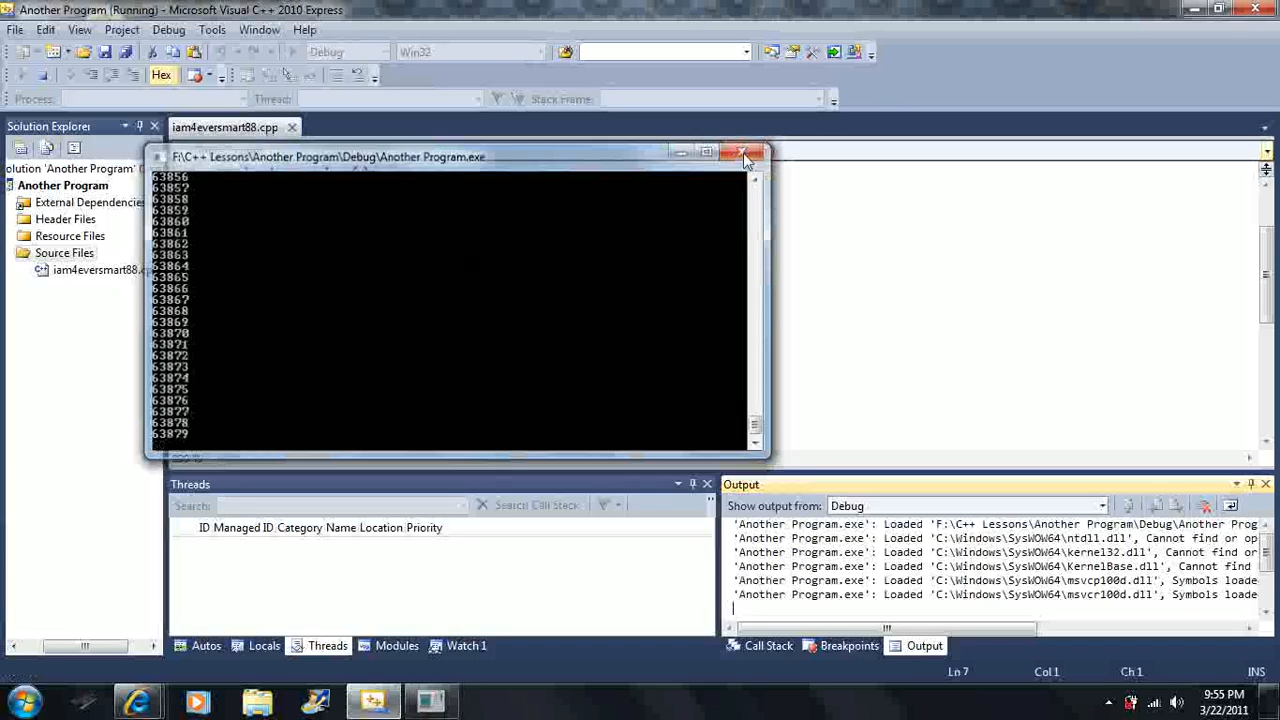 Another Program (Running) - Microsoft Visual C++ 2010 Express
File Edit View Project Debug Tools Window Help
Debug Win32
Hex
Process: Thread: Stack Frame:
Solution Explorer
iam4eversmart88.cpp
olution 'Another Program'
Another Program
External Dependencie
Header Files
Resource Files
Source Files
iam4eversmart88.c
F:\C++ Lessons\Another Program\Debug\Another Program.exe
63856
63857
63858
63859
63860
63861
63862
63863
63864
63865
63866
63867
63868
63869
63870
63871
63872
63873
63874
63875
63876
63877
63878
63879
Threads
Search: Search Call Stack
ID Managed ID Category Name Location Priority
Output
Show output from: Debug
'Another Program.exe': Loaded 'F:\C++ Lessons\Another Program\Debug\Another Prog
'Another Program.exe': Loaded 'C:\Windows\SysWOW64\ntdll.dll', Cannot find or op
'Another Program.exe': Loaded 'C:\Windows\SysWOW64\kernel32.dll', Cannot find or
'Another Program.exe': Loaded 'C:\Windows\SysWOW64\KernelBase.dll', Cannot find
'Another Program.exe': Loaded 'C:\Windows\SysWOW64\msvcp100d.dll', Symbols loade
'Another Program.exe': Loaded 'C:\Windows\SysWOW64\msvcr100d.dll', Symbols loade
Autos Locals Threads Modules Watch 1
Call Stack Breakpoints Output
Ln 7 Col 1 Ch 1 INS
9:55 PM
3/22/2011